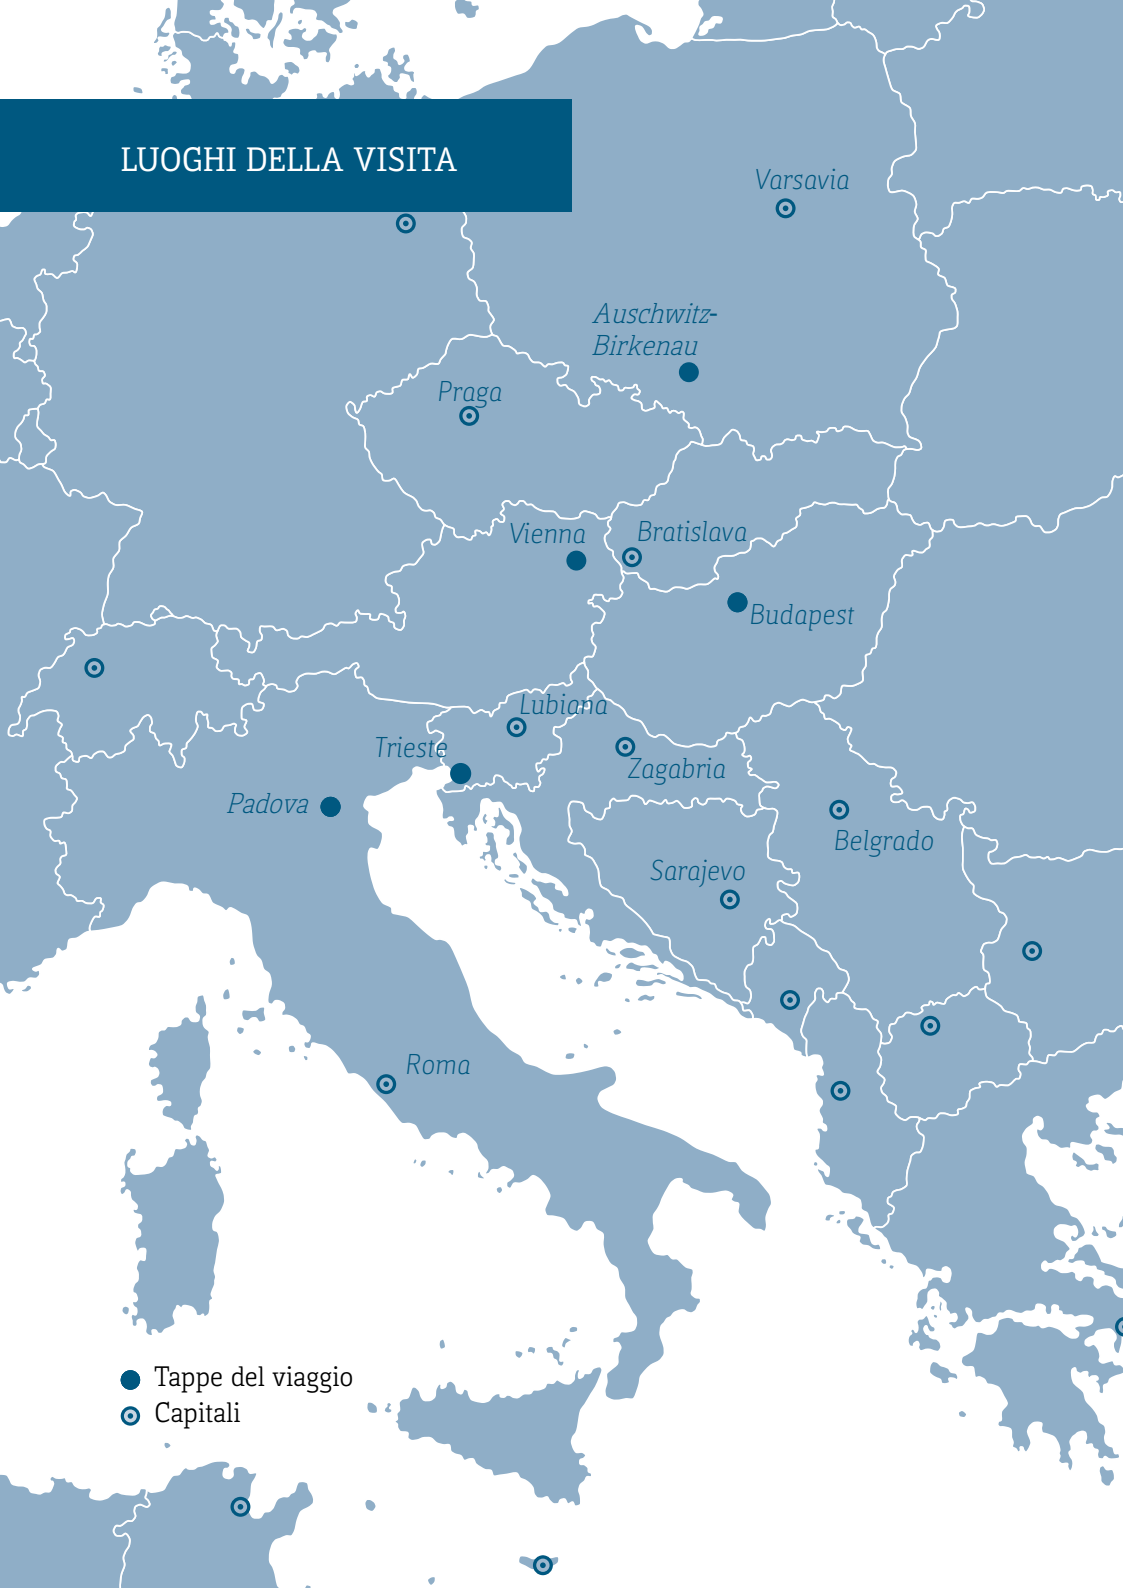 LUOGHI DELLA VISITA
Varsavia
Auschwitz-
Birkenau
Praga
Vienna
Bratislava
Budapest
Lubiana
Trieste
Zagabria
Padova
Belgrado
Sarajevo
Roma
Tappe del viaggio
Capitali